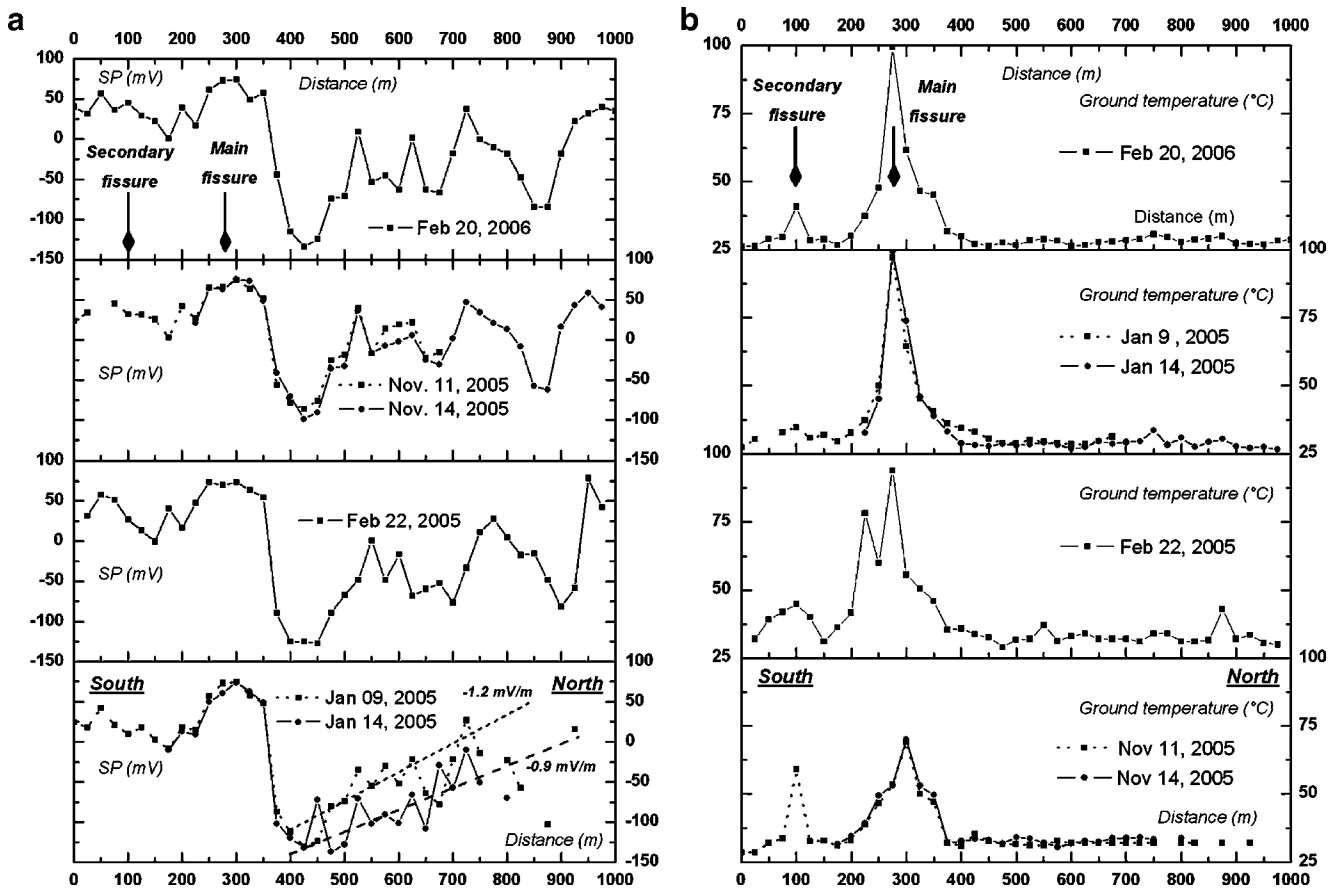 a
0 100 200 300 400 500 600 700 800 900 1000
100
50
0
-50
-100
-150
SP (mV)
Distance (m)
Secondary fissure
Main fissure
Feb 20, 2006
100
50
0
-50
-100
-150
SP (mV)
Nov. 11, 2005
Nov. 14, 2005
100
50
0
-50
-100
-150
SP (mV)
Feb 22, 2005
100
50
0
-50
-100
-150
South
North
Jan 09, 2005
Jan 14, 2005
-1.2 mV/m
-0.9 mV/m
SP (mV)
Distance (m)
0 100 200 300 400 500 600 700 800 900 1000
b
0 100 200 300 400 500 600 700 800 900 1000
100
75
50
25
Distance (m)
Secondary fissure
Main fissure
Ground temperature (°C)
Feb 20, 2006
Distance (m)
100
75
50
25
Ground temperature (°C)
Jan 9 , 2005
Jan 14, 2005
100
75
50
25
Ground temperature (°C)
Feb 22, 2005
100
75
50
25
South
North
Ground temperature (°C)
Nov 11, 2005
Nov 14, 2005
Distance (m)
0 100 200 300 400 500 600 700 800 900 1000